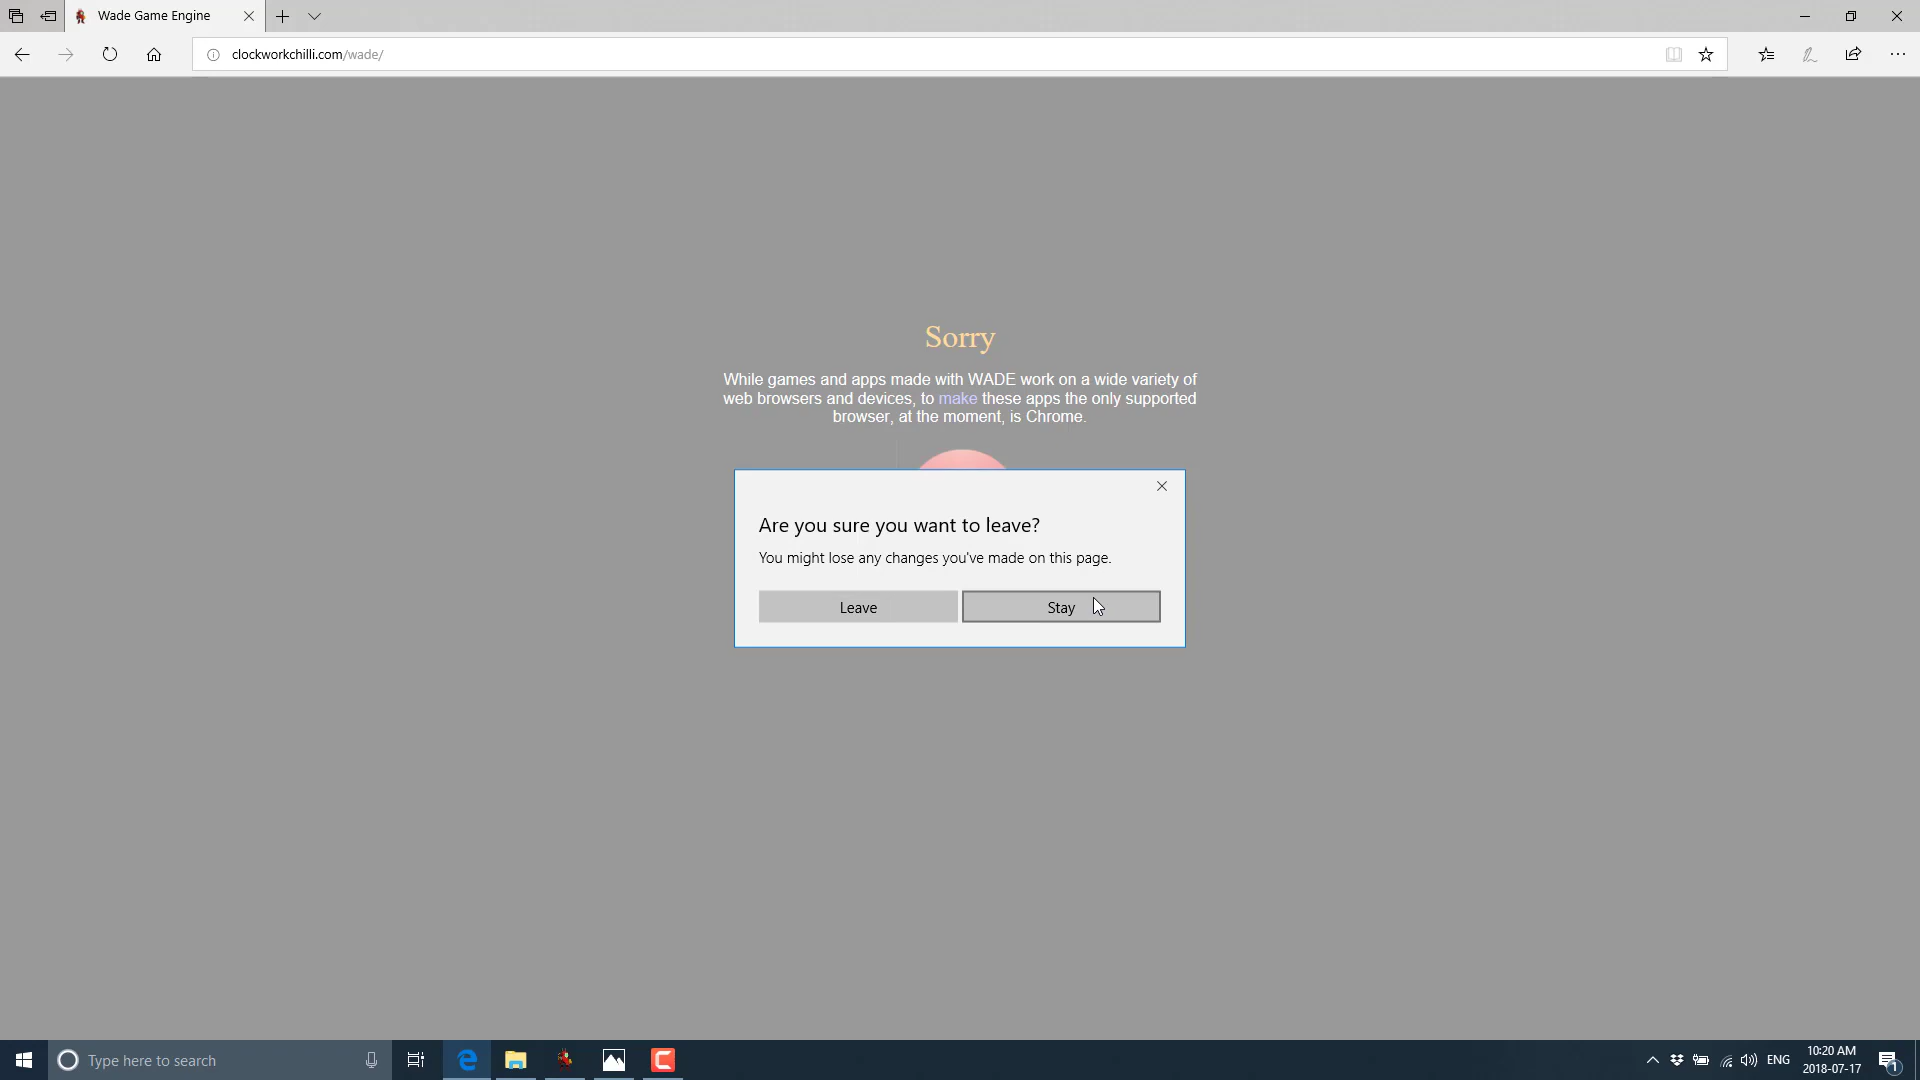 Wade Game Engine
clockworkchilli.com/wade/
Sorry
While games and apps made with WADE work on a wide variety of
web browsers and devices, to make these apps the only supported
browser, at the moment, is Chrome.
Are you sure you want to leave?
You might lose any changes you've made on this page.
Leave
Stay
Type here to search
ENG
10:20 AM
2018-07-17
1